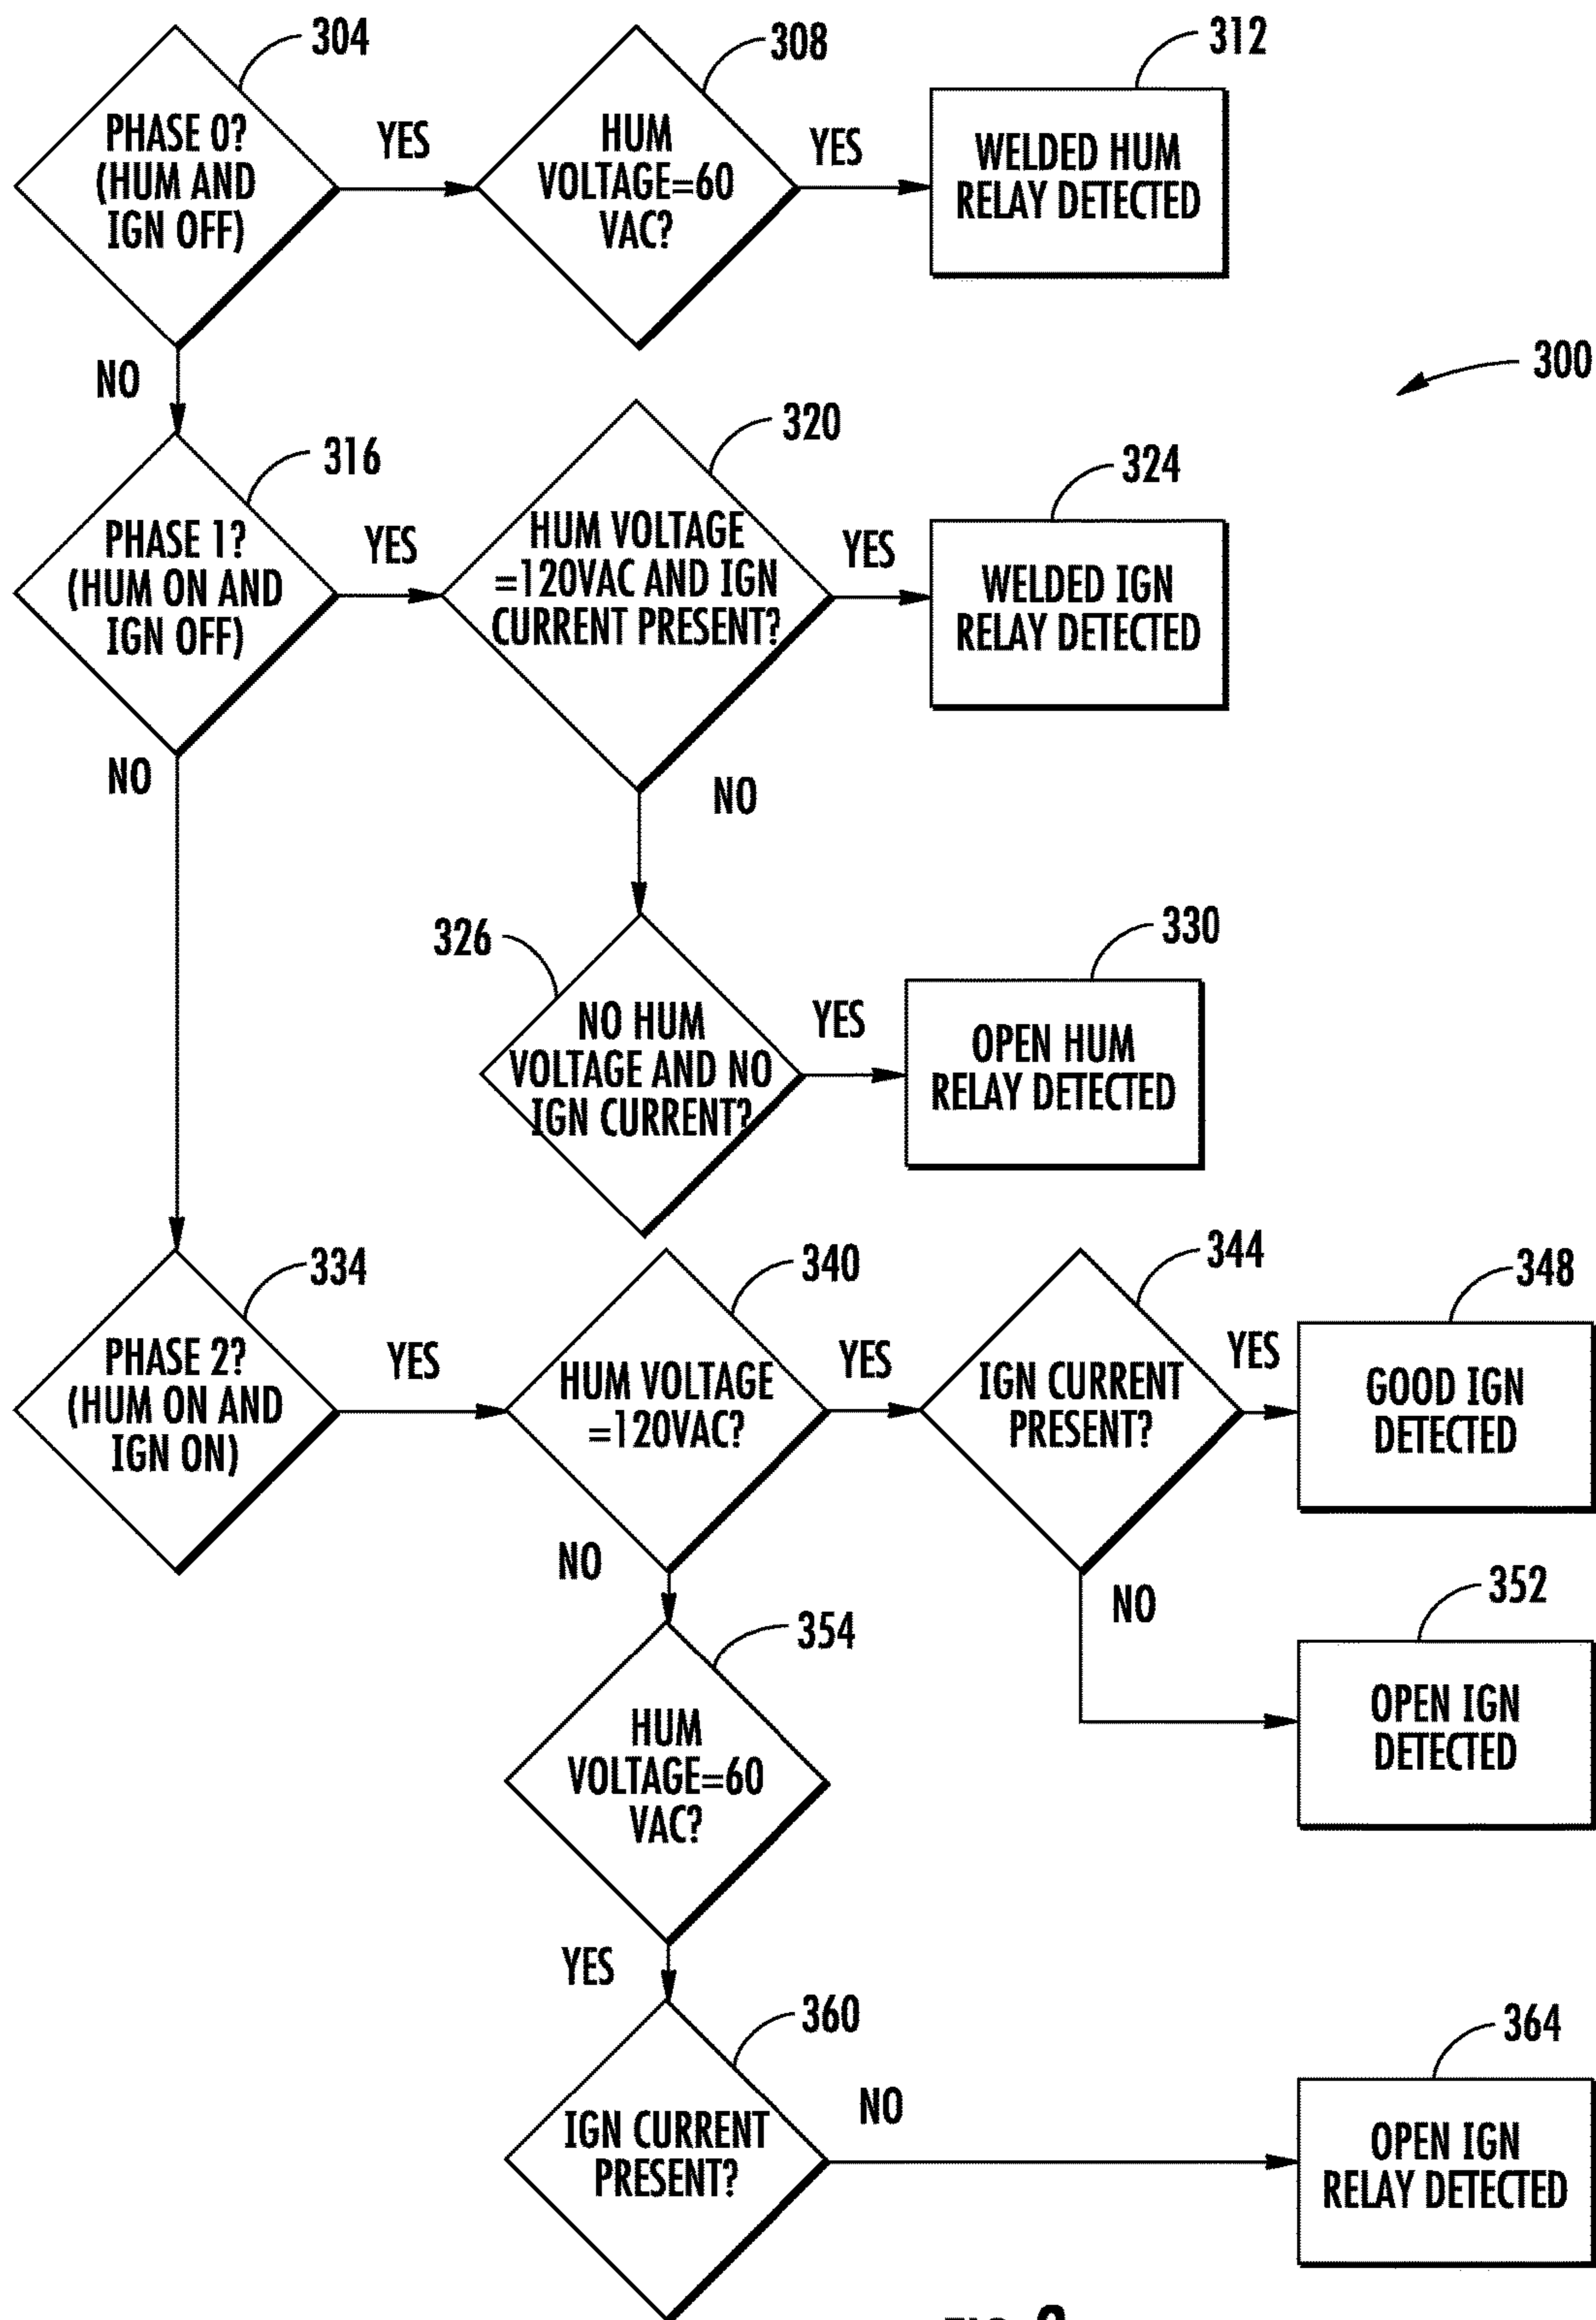 304
PHASE 0?
(HUM AND
IGN OFF)
YES
308
HUM
VOLTAGE=60
VAC?
YES
312
WELDED HUM
RELAY DETECTED
300
NO
316
PHASE 1?
(HUM ON AND
IGN OFF)
YES
320
HUM VOLTAGE
=120VAC AND IGN
CURRENT PRESENT?
YES
324
WELDED IGN
RELAY DETECTED
NO
NO
326
NO HUM
VOLTAGE AND NO
IGN CURRENT?
YES
330
OPEN HUM
RELAY DETECTED
334
PHASE 2?
(HUM ON AND
IGN ON)
YES
340
HUM VOLTAGE
=120VAC?
YES
344
IGN CURRENT
PRESENT?
YES
348
GOOD IGN
DETECTED
NO
NO
352
OPEN IGN
DETECTED
354
HUM
VOLTAGE=60
VAC?
YES
360
IGN CURRENT
PRESENT?
NO
364
OPEN IGN
RELAY DETECTED